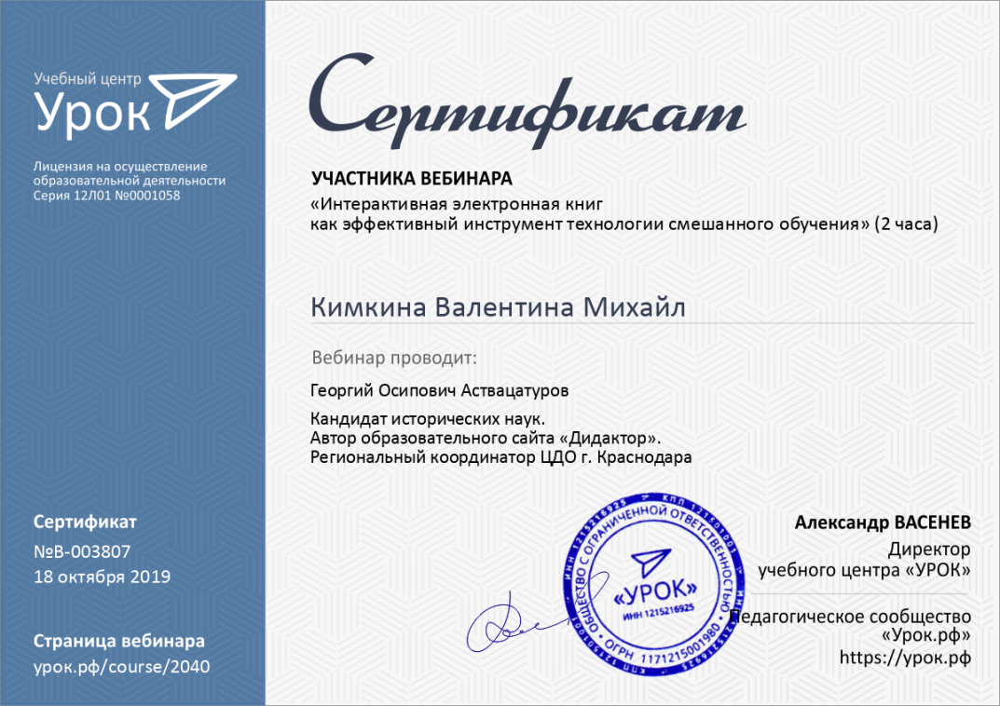 Учебный центр
Урок
Лицензия на осуществление
образовательной деятельности
Серия 12Л01 №0001058
Сертификат
УЧАСТНИКА ВЕБИНАРА
«Интерактивная электронная книг
как эффективный инструмент технологии смешанного обучения» (2 часа)
Кимкина Валентина Михайл
Вебинар проводит:
Георгий Осипович Аствацатуров
Кандидат исторических наук.
Автор образовательного сайта «Дидактор».
Региональный координатор ЦДО г. Краснодара
Сертификат
№В-003807
18 октября 2019
Страница вебинара
урок.рф/course/2040
ИНН 1215216925 КПП 121501001 ИНН 1215216925 КПП 121501001
ОБЩЕСТВО С ОГРАНИЧЕННОЙ ОТВЕТСТВЕННОСТЬЮ
ОГРН 1171215001980
«УРОК»
ИНН 1215216925
Александр ВАСЕНЕВ
Директор
учебного центра «УРОК»
Педагогическое сообщество
«Урок.рф»
https://урок.рф